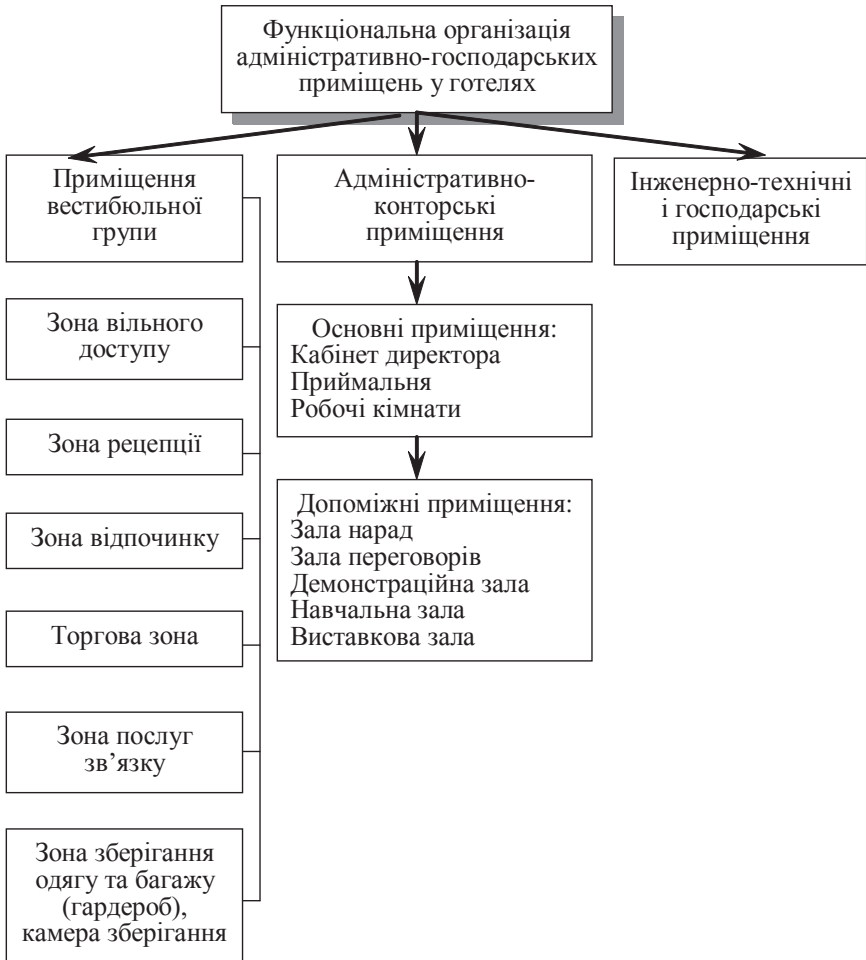 Функціональна організація
адміністративно-господарських
приміщень у готелях
Приміщення
вестибюльної
групи
Зона вільного
доступу
Зона рецепції
Зона відпочинку
Торгова зона
Зона послуг
зв’язку
Зона зберігання
одягу та багажу
(гардероб),
камера зберігання
Адміністративно-
конторські
приміщення
Основні приміщення:
Кабінет директора
Приймальня
Робочі кімнати
Допоміжні приміщення:
Зала нарад
Зала переговорів
Демонстраційна зала
Навчальна зала
Виставкова зала
Інженерно-технічні
і господарські
приміщення